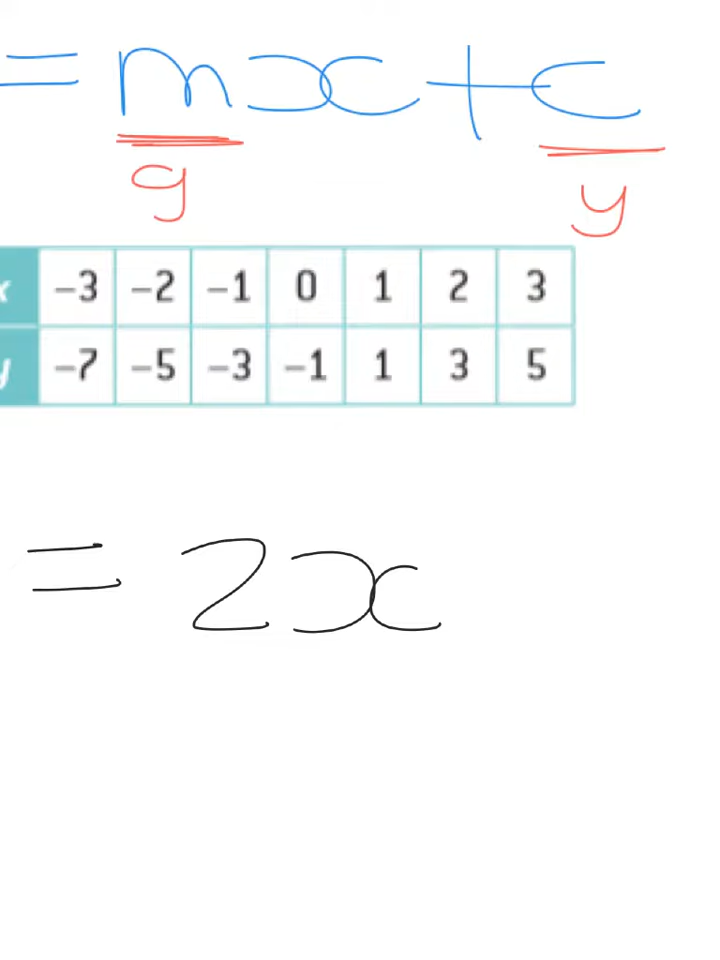 = mx + c
g y
x -3 -2 -1 0 1 2 3
y -7 -5 -3 -1 1 3 5
= 2x